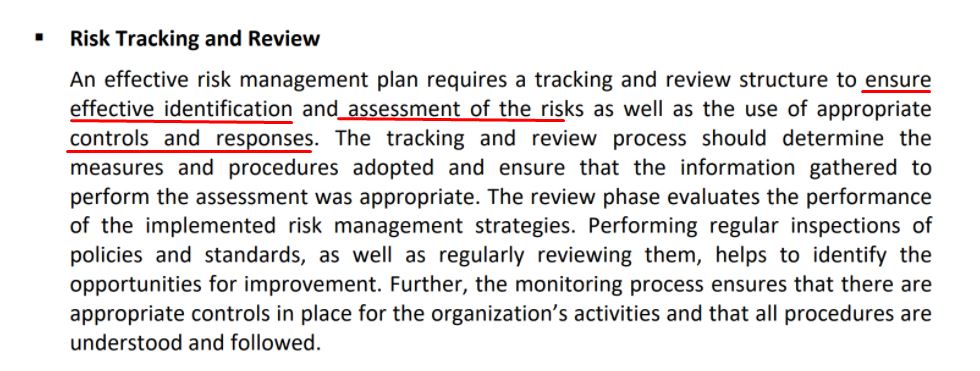 ▪ Risk Tracking and Review
An effective risk management plan requires a tracking and review structure to ensure
effective identification and assessment of the risks as well as the use of appropriate
controls and responses. The tracking and review process should determine the
measures and procedures adopted and ensure that the information gathered to
perform the assessment was appropriate. The review phase evaluates the performance
of the implemented risk management strategies. Performing regular inspections of
policies and standards, as well as regularly reviewing them, helps to identify the
opportunities for improvement. Further, the monitoring process ensures that there are
appropriate controls in place for the organization’s activities and that all procedures are
understood and followed.